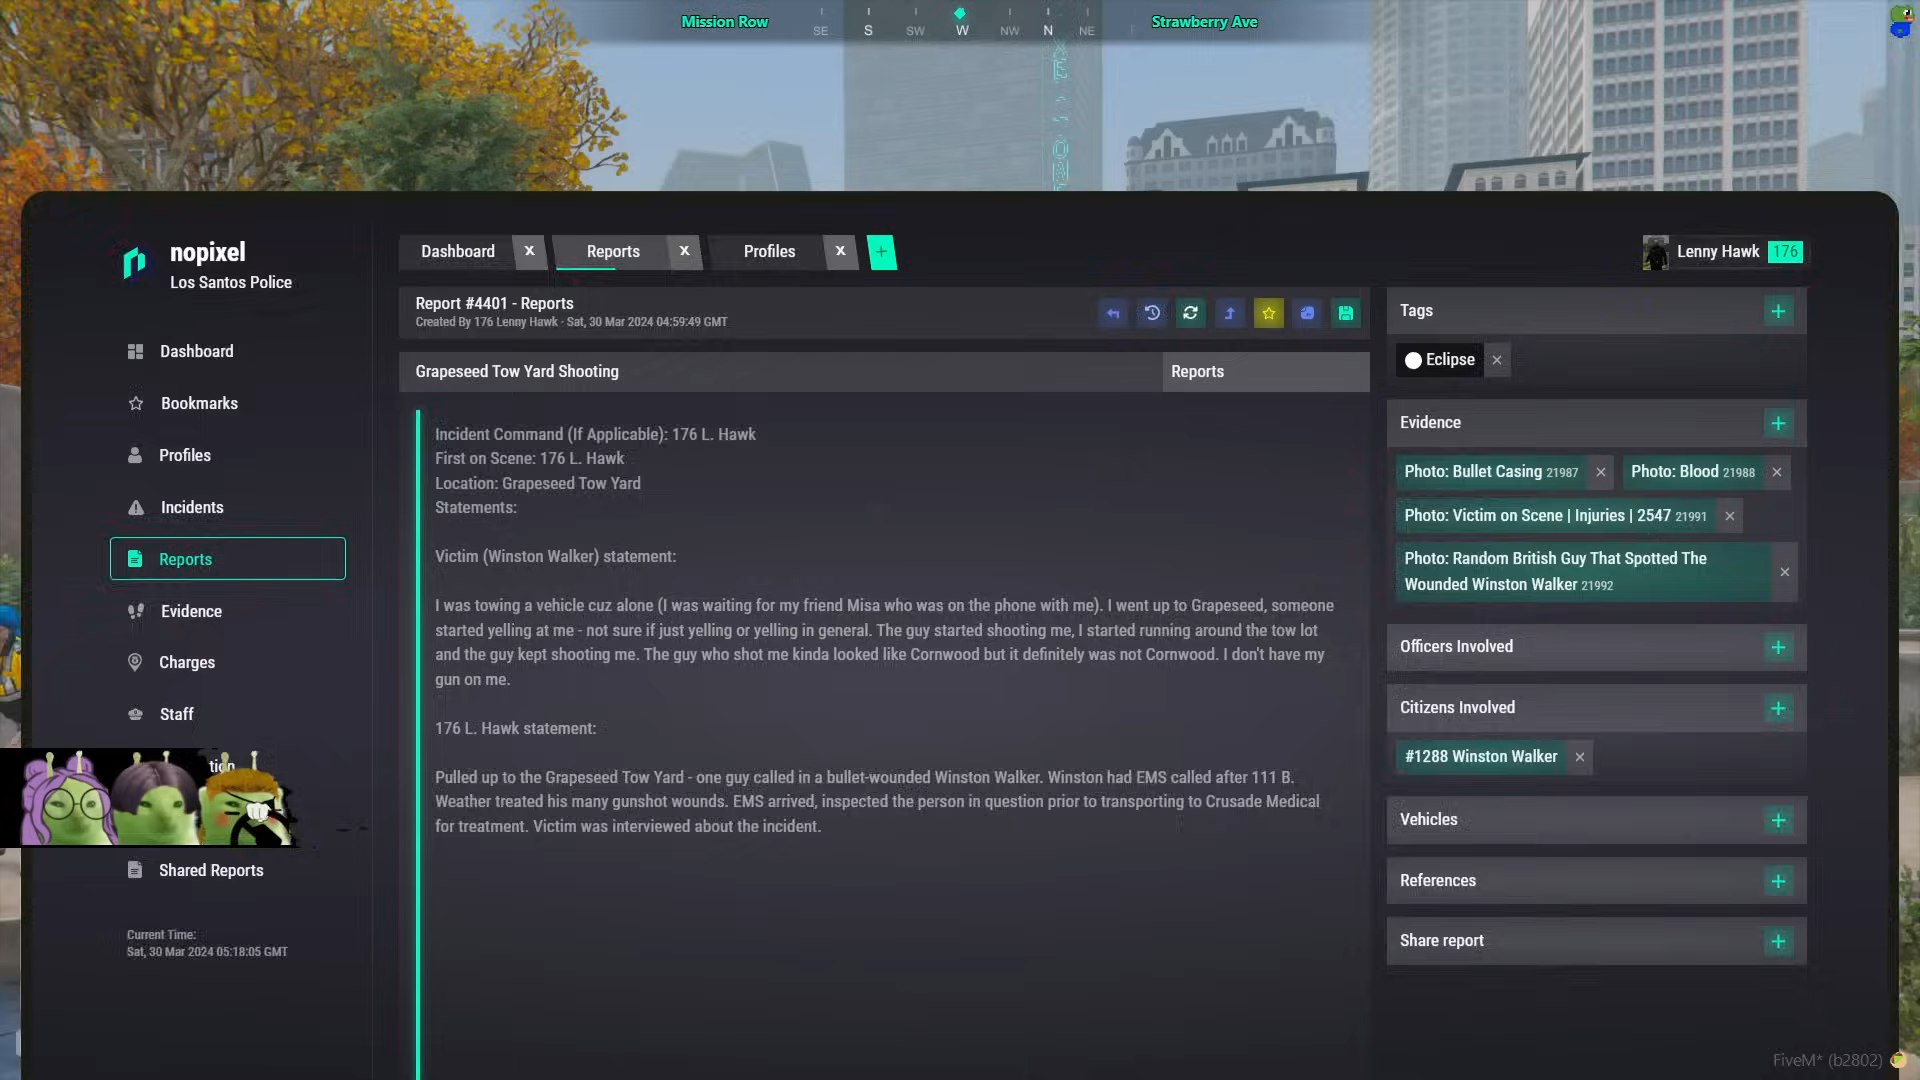 Mission Row
SE S SW W NW N NE
Strawberry Ave
nopixel
Los Santos Police
Dashboard x
Reports x
Profiles x
+
Lenny Hawk 176
Dashboard
Bookmarks
Profiles
Incidents
Reports
Evidence
Charges
Staff
tion
Shared Reports
Current Time:
Sat, 30 Mar 2024 05:18:05 GMT
Report #4401 - Reports
Created By 176 Lenny Hawk · Sat, 30 Mar 2024 04:59:49 GMT
Grapeseed Tow Yard Shooting
Reports
Incident Command (If Applicable): 176 L. Hawk
First on Scene: 176 L. Hawk
Location: Grapeseed Tow Yard
Statements:
Victim (Winston Walker) statement:
I was towing a vehicle cuz alone (I was waiting for my friend Misa who was on the phone with me). I went up to Grapeseed, someone
started yelling at me - not sure if just yelling or yelling in general. The guy started shooting me, I started running around the tow lot
and the guy kept shooting me. The guy who shot me kinda looked like Cornwood but it definitely was not Cornwood. I don't have my
gun on me.
176 L. Hawk statement:
Pulled up to the Grapeseed Tow Yard - one guy called in a bullet-wounded Winston Walker. Winston had EMS called after 111 B.
Weather treated his many gunshot wounds. EMS arrived, inspected the person in question prior to transporting to Crusade Medical
for treatment. Victim was interviewed about the incident.
Tags +
Eclipse ×
Evidence +
Photo: Bullet Casing 21987 ×
Photo: Blood 21988 ×
Photo: Victim on Scene | Injuries | 2547 21991 ×
Photo: Random British Guy That Spotted The
Wounded Winston Walker 21992 ×
Officers Involved +
Citizens Involved +
#1288 Winston Walker ×
Vehicles +
References +
Share report +
FiveM* (b2802)